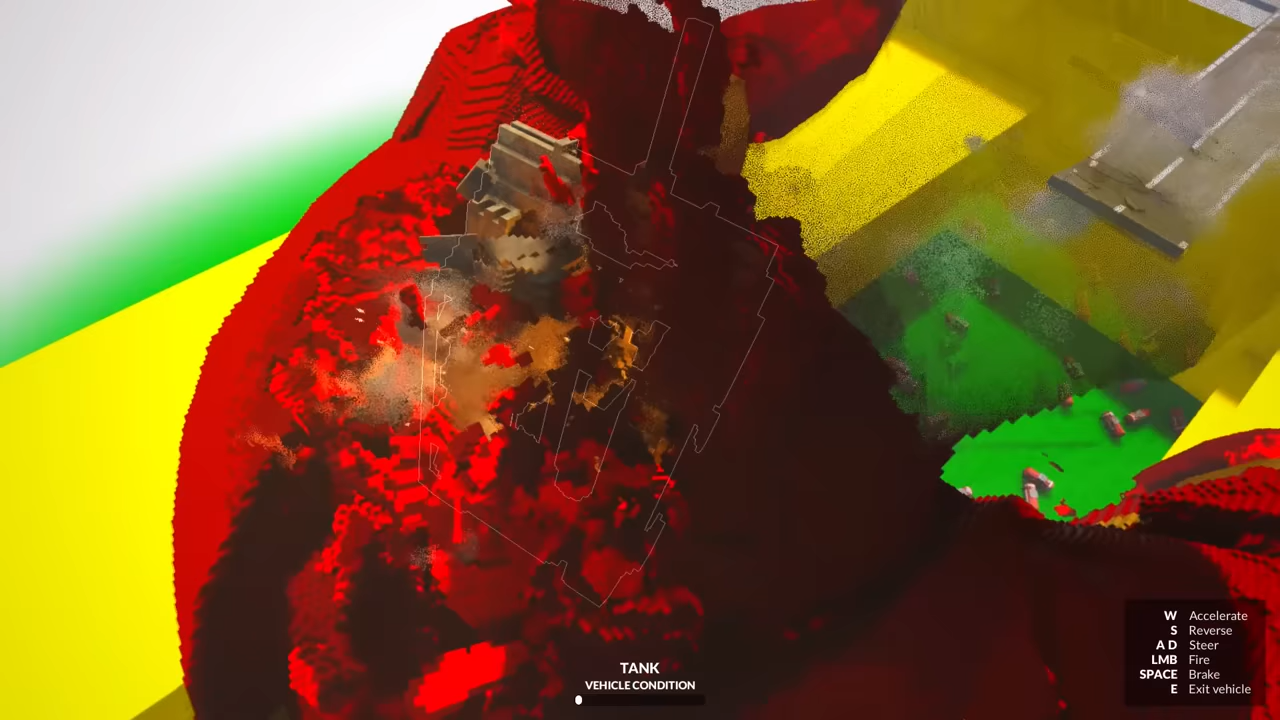 TANK
VEHICLE CONDITION
W Accelerate
S Reverse
A D Steer
LMB Fire
SPACE Brake
E Exit vehicle